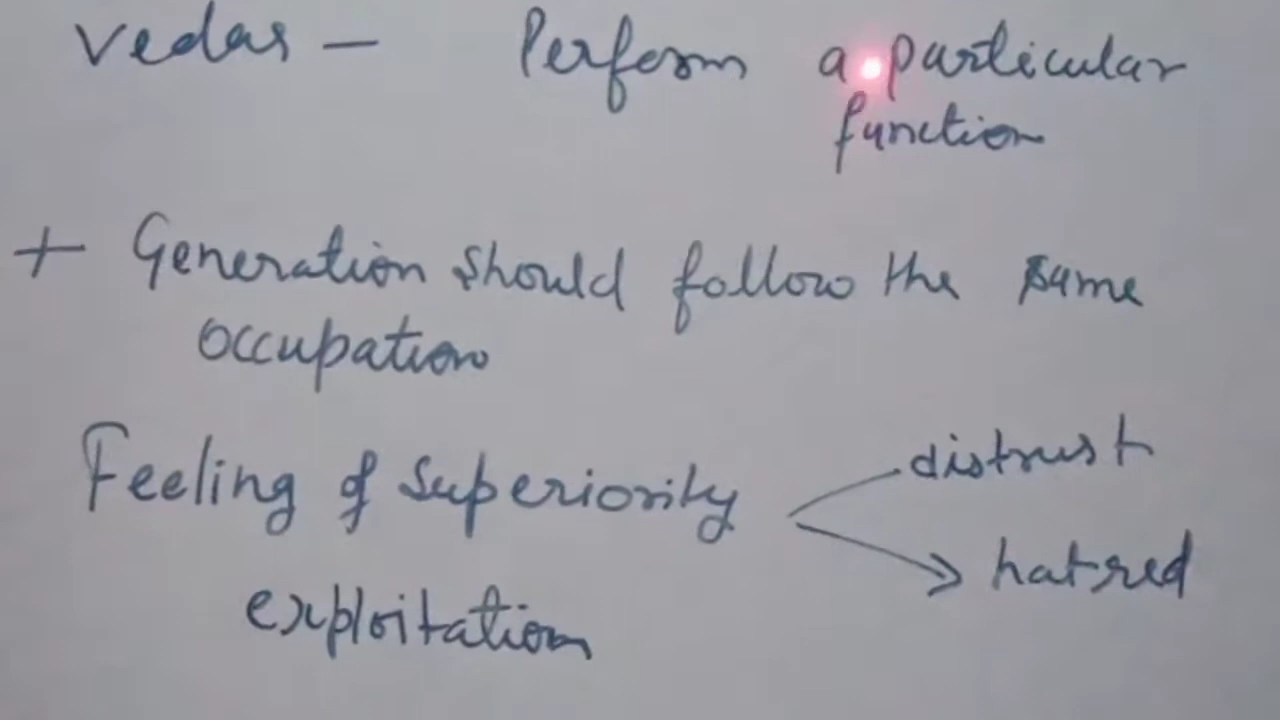 Vedas - Perform a particular
function
+ Generation should follow the same
occupation
Feeling of superiority
distrust
hatred
exploitation